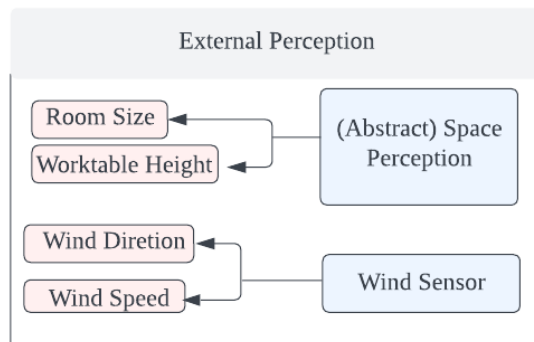 External Perception
Room Size
Worktable Height
(Abstract) Space
Perception
Wind Diretion
Wind Speed
Wind Sensor